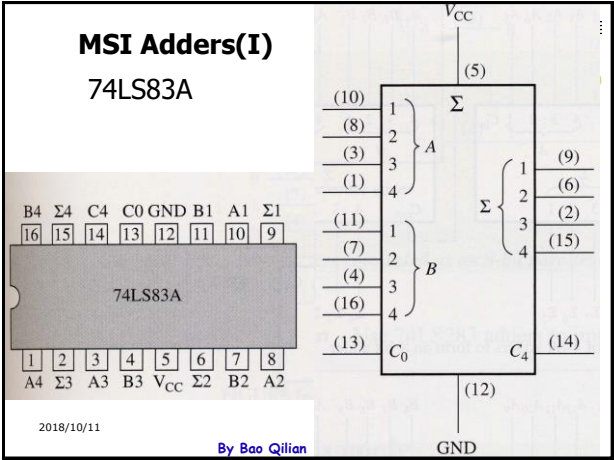 MSI Adders(I)
74LS83A
B4 Σ4 C4 C0 GND B1 A1 Σ1
16 15 14 13 12 11 10 9
74LS83A
1 2 3 4 5 6 7 8
A4 Σ3 A3 B3 VCC Σ2 B2 A2
2018/10/11
By Bao Qilian
VCC
(5)
Σ
(10) 1
(8) 2
A
(3) 3
(1) 4
(11) 1
(7) 2
B
(4) 3
(16) 4
(13) C0
Σ
1 (9)
2 (6)
3 (2)
4 (15)
C4 (14)
(12)
GND